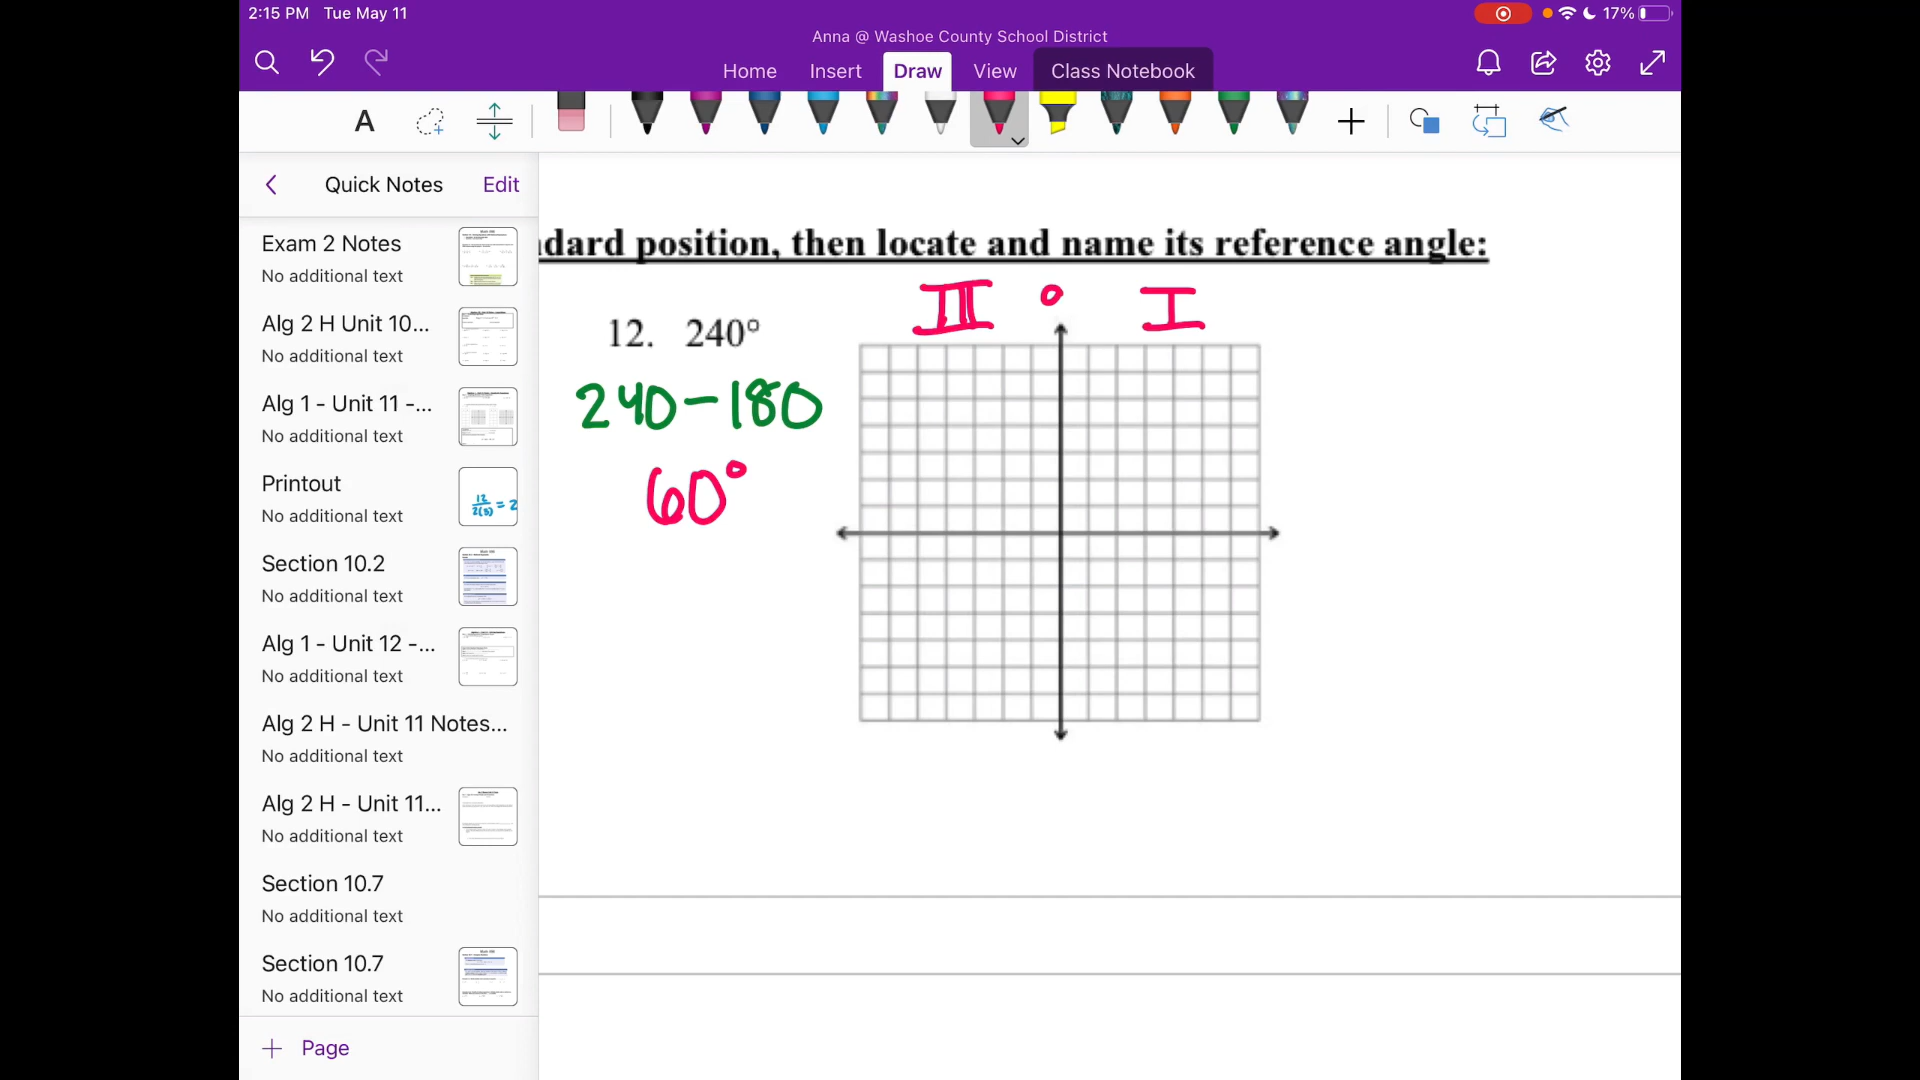 2:15 PM Tue May 11
17%
Anna @ Washoe County School District
Home Insert Draw View Class Notebook
A
Quick Notes Edit
Exam 2 Notes
No additional text
Alg 2 H Unit 10...
No additional text
Alg 1 - Unit 11 -...
No additional text
Printout
No additional text
12/2(3) = 2
Section 10.2
No additional text
Alg 1 - Unit 12 -...
No additional text
Alg 2 H - Unit 11 Notes...
No additional text
Alg 2 H - Unit 11...
No additional text
Section 10.7
No additional text
Section 10.7
No additional text
+ Page
dard position, then locate and name its reference angle:
III ° I
12. 240°
240-180
60°